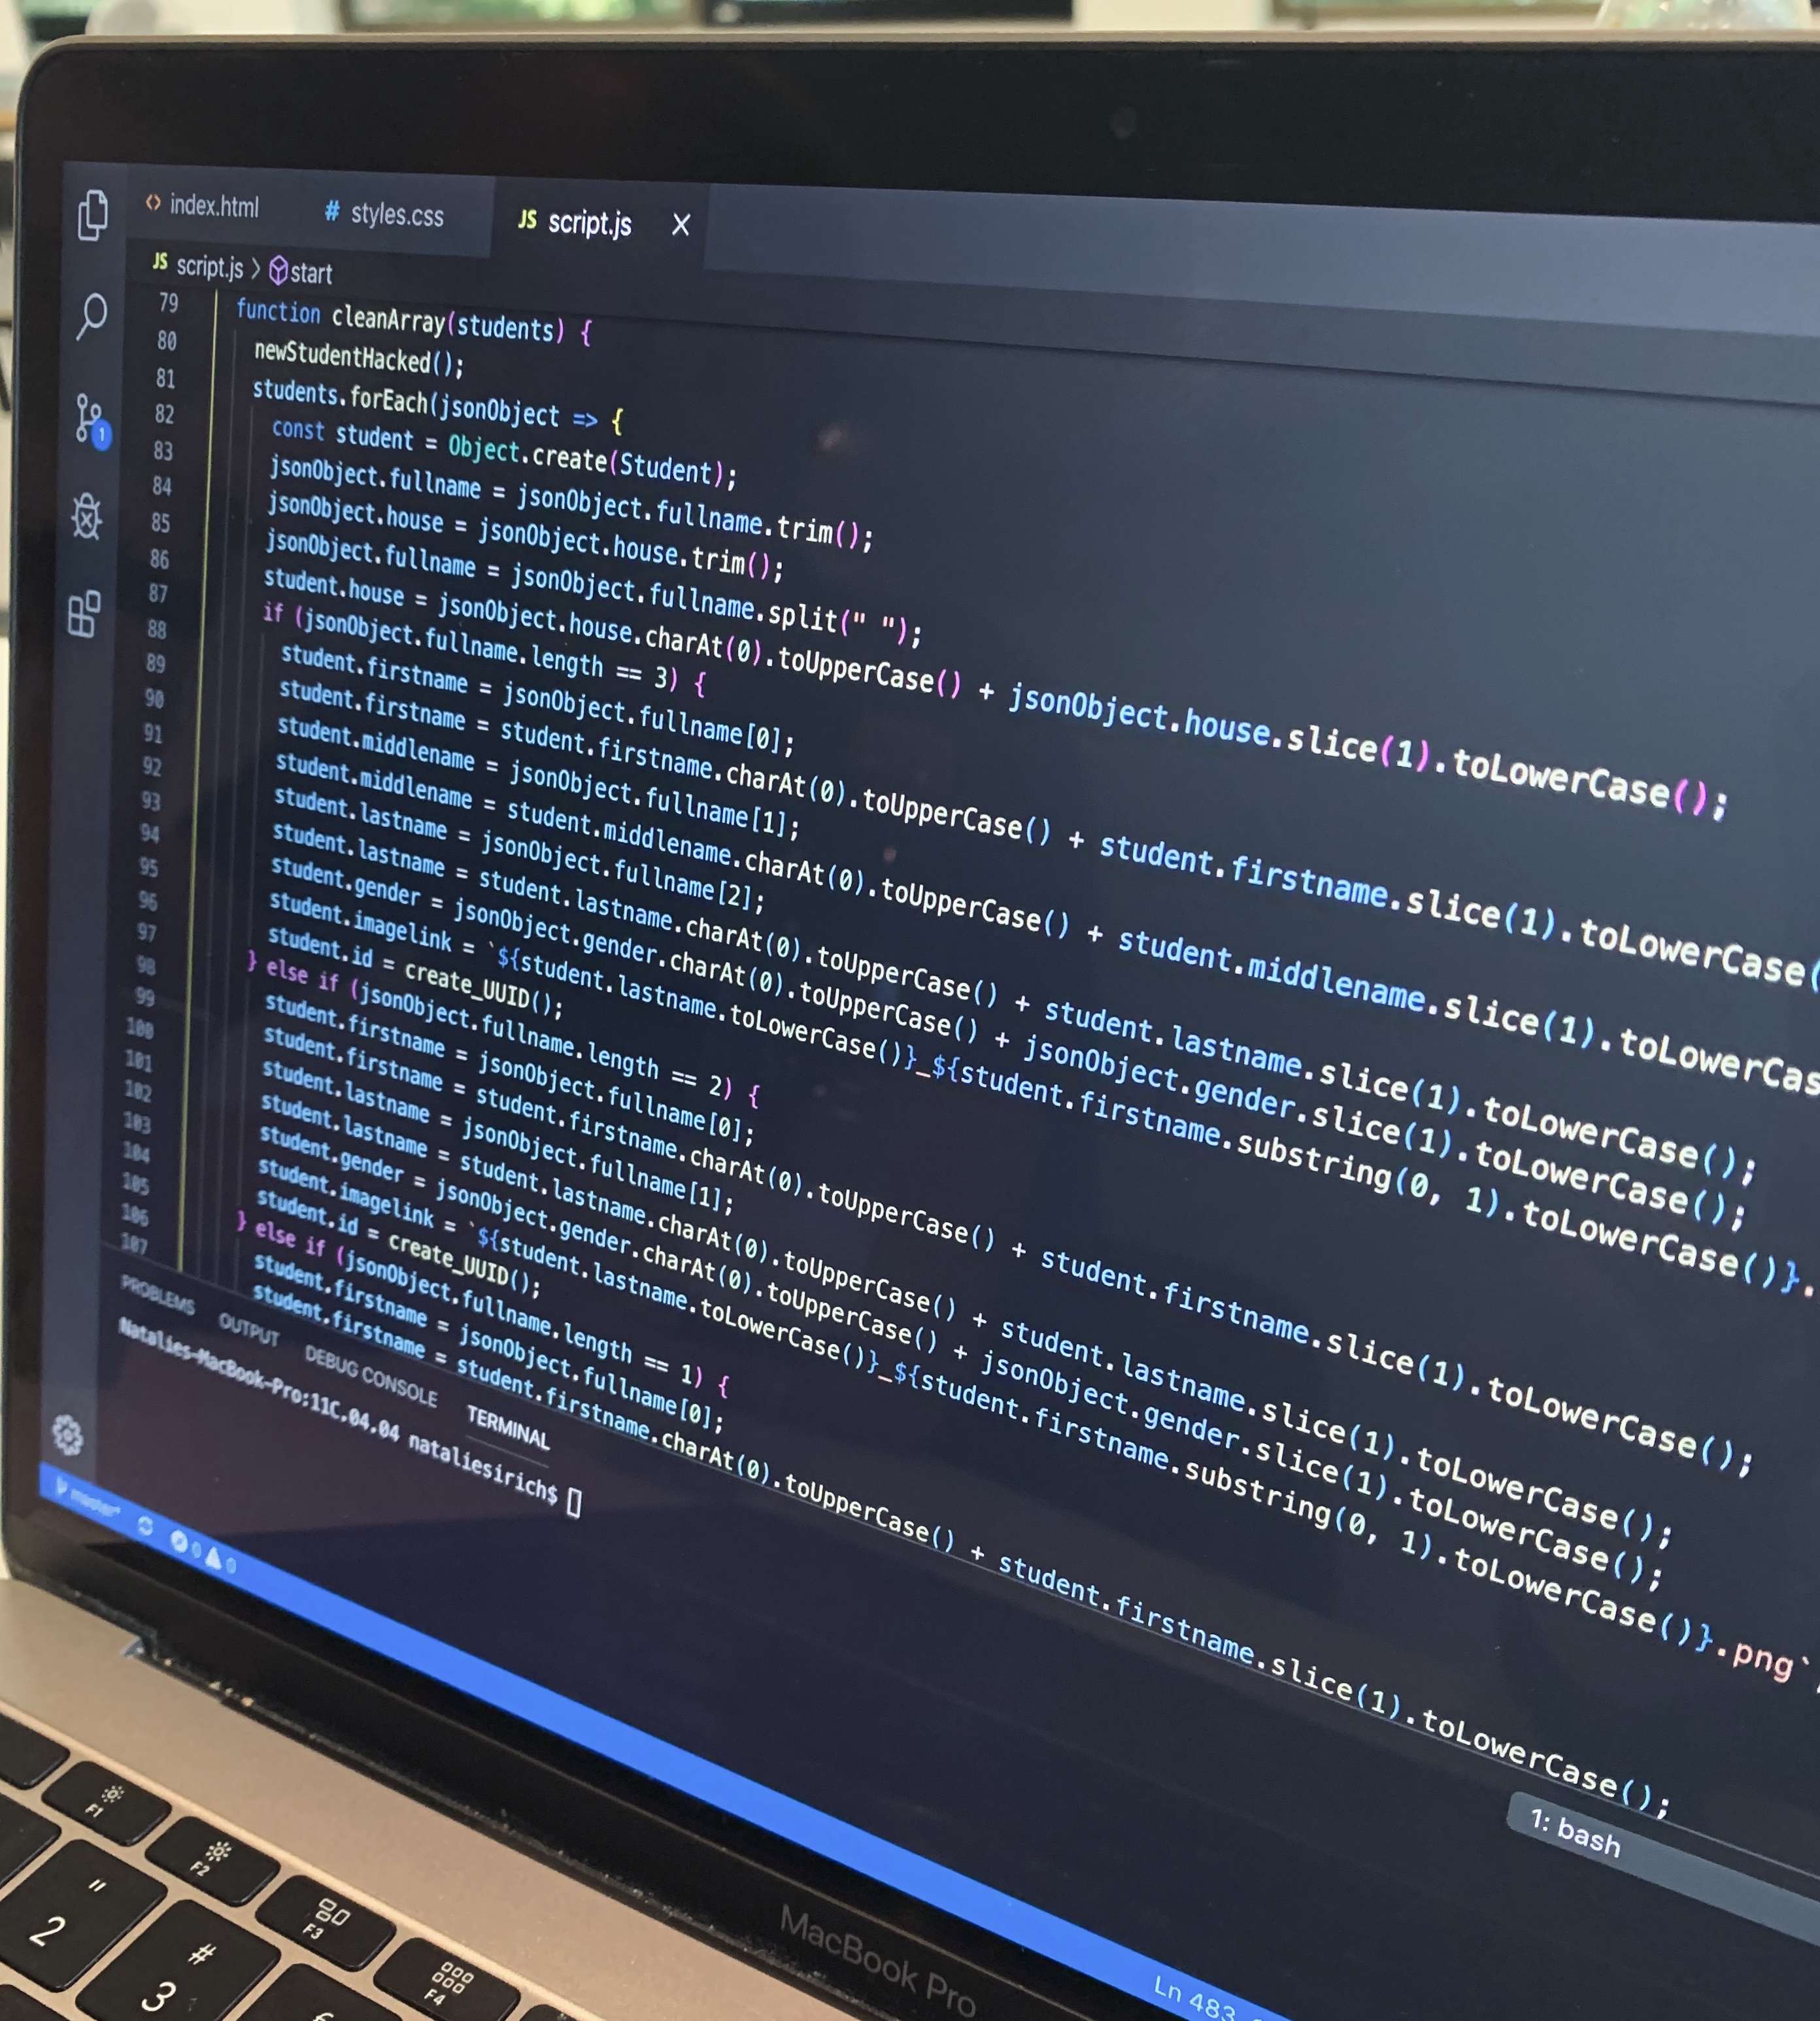 index.html
# styles.css
JS script.js X
JS script.js > start
79 function cleanArray(students) {
80 newStudentHacked();
81 students.forEach(jsonObject => {
82 const student = Object.create(Student);
83 jsonObject.fullname = jsonObject.fullname.trim();
84 jsonObject.house = jsonObject.house.trim();
85 jsonObject.fullname = jsonObject.fullname.split(" ");
86 student.house = jsonObject.house.charAt(0).toUpperCase() + jsonObject.house.slice(1).toLowerCase();
87 if (jsonObject.fullname.length == 3) {
88 student.firstname = jsonObject.fullname[0];
89 student.firstname = student.firstname.charAt(0).toUpperCase() + student.firstname.slice(1).toLowerCase(
90 student.middlename = jsonObject.fullname[1];
91 student.middlename = student.middlename.charAt(0).toUpperCase() + student.middlename.slice(1).toLowerCas
92 student.lastname = jsonObject.fullname[2];
93 student.lastname = student.lastname.charAt(0).toUpperCase() + student.lastname.slice(1).toLowerCase();
94 student.gender = jsonObject.gender.charAt(0).toUpperCase() + jsonObject.gender.slice(1).toLowerCase();
95 student.imagelink = `${student.lastname.toLowerCase()}_${student.firstname.substring(0, 1).toLowerCase()}.
96 student.id = create_UUID();
97 } else if (jsonObject.fullname.length == 2) {
98 student.firstname = jsonObject.fullname[0];
99 student.firstname = student.firstname.charAt(0).toUpperCase() + student.firstname.slice(1).toLowerCase();
100 student.lastname = jsonObject.fullname[1];
101 student.lastname = student.lastname.charAt(0).toUpperCase() + student.lastname.slice(1).toLowerCase();
102 student.gender = jsonObject.gender.charAt(0).toUpperCase() + jsonObject.gender.slice(1).toLowerCase();
103 student.imagelink = `${student.lastname.toLowerCase()}_${student.firstname.substring(0, 1).toLowerCase()}.png`;
104 student.id = create_UUID();
105 } else if (jsonObject.fullname.length == 1) {
106 student.firstname = jsonObject.fullname[0];
107 student.firstname = student.firstname.charAt(0).toUpperCase() + student.firstname.slice(1).toLowerCase();
PROBLEMS OUTPUT DEBUG CONSOLE TERMINAL
1: bash
Natalies-MacBook-Pro:11C.04.04 nataliesirich$
master* 0 0
Ln 483
MacBook Pro
F1
F2
F3
F4
" 2
# 3